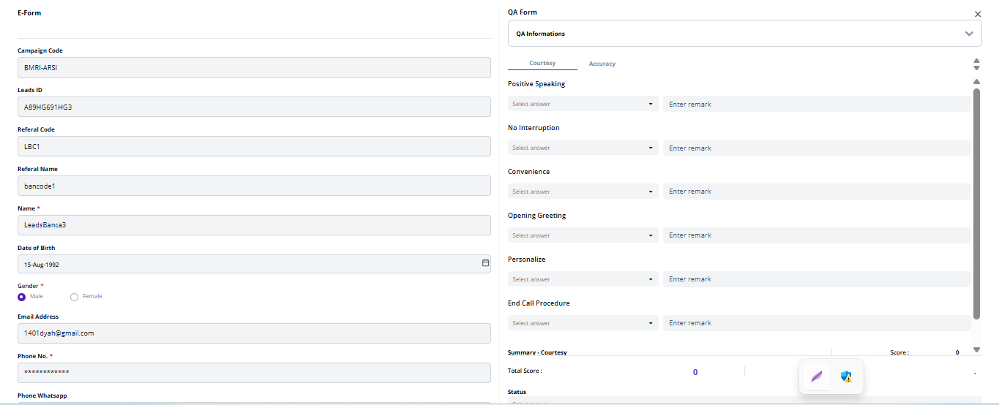 E-Form
Campaign Code
BMRI-ARSI
Leads ID
A89HG691HG3
Referal Code
LBC1
Referal Name
bancode1
Name *
LeadsBanca3
Date of Birth
15-Aug-1992
Gender *
Male Female
Email Address
1401dyah@gmail.com
Phone No. *
************
Phone Whatsapp
QA Form
QA Informations
Courtesy Accuracy
Positive Speaking
Select answer Enter remark
No Interruption
Select answer Enter remark
Convenience
Select answer Enter remark
Opening Greeting
Select answer Enter remark
Personalize
Select answer Enter remark
End Call Procedure
Select answer Enter remark
Summary - Courtesy Score : 0
Total Score : 0 -
Status
Select status